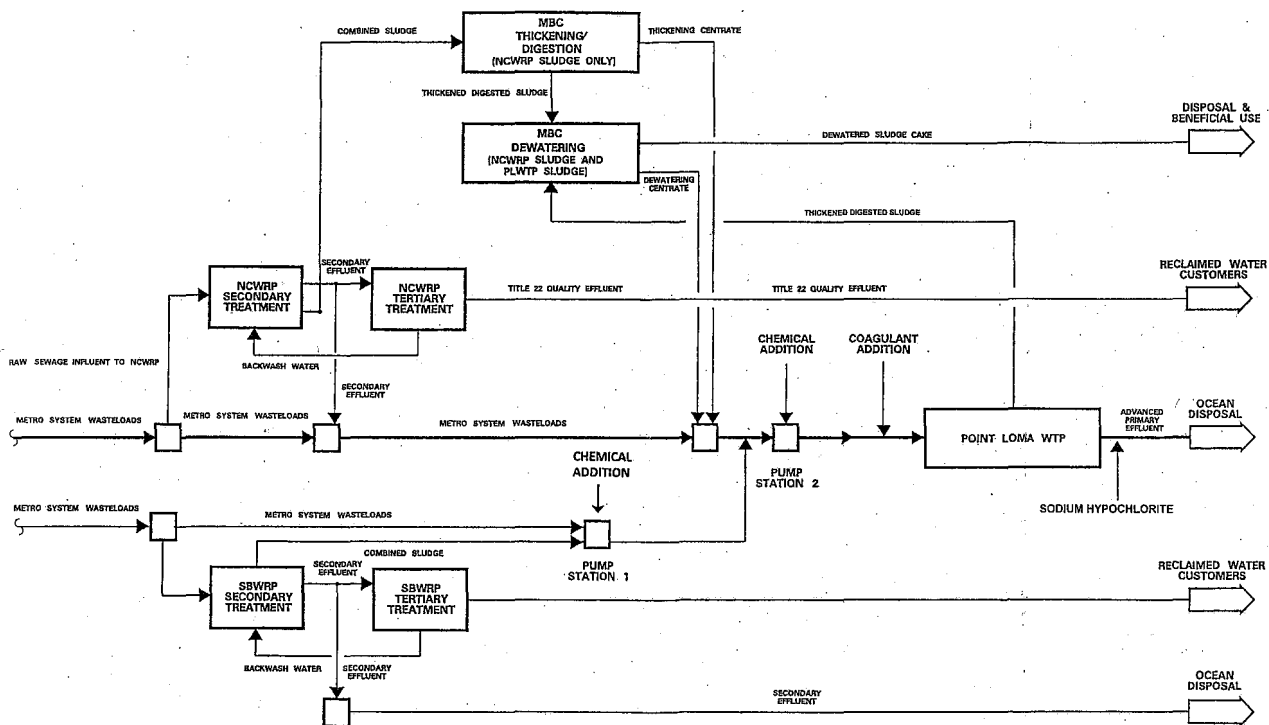 MBC
THICKENING/
DIGESTION
(NCWRP SLUDGE ONLY)
COMBINED SLUDGE
THICKENING CENTRATE
THICKENED DIGESTED SLUDGE
MBC
DEWATERING
(NCWRP SLUDGE AND
PLWTP SLUDGE)
DEWATERED SLUDGE CAKE
DISPOSAL &
BENEFICIAL USE
DEWATERING
CENTRATE
THICKENED DIGESTED SLUDGE
NCWRP
SECONDARY
TREATMENT
SECONDARY
EFFLUENT
NCWRP
TERTIARY
TREATMENT
TITLE 22 QUALITY EFFLUENT
TITLE 22 QUALITY EFFLUENT
RECLAIMED WATER
CUSTOMERS
RAW SEWAGE INFLUENT TO NCWRP
BACKWASH WATER
SECONDARY
EFFLUENT
CHEMICAL
ADDITION
COAGULANT
ADDITION
METRO SYSTEM WASTELOADS
METRO SYSTEM WASTELOADS
METRO SYSTEM WASTELOADS
PUMP
STATION 2
POINT LOMA WTP
ADVANCED
PRIMARY
EFFLUENT
OCEAN
DISPOSAL
SODIUM HYPOCHLORITE
CHEMICAL
ADDITION
METRO SYSTEM WASTELOADS
METRO SYSTEM WASTELOADS
COMBINED SLUDGE
PUMP
STATION 1
SBWRP
SECONDARY
TREATMENT
SECONDARY
EFFLUENT
SBWRP
TERTIARY
TREATMENT
RECLAIMED WATER
CUSTOMERS
BACKWASH WATER
SECONDARY
EFFLUENT
SECONDARY
EFFLUENT
OCEAN
DISPOSAL